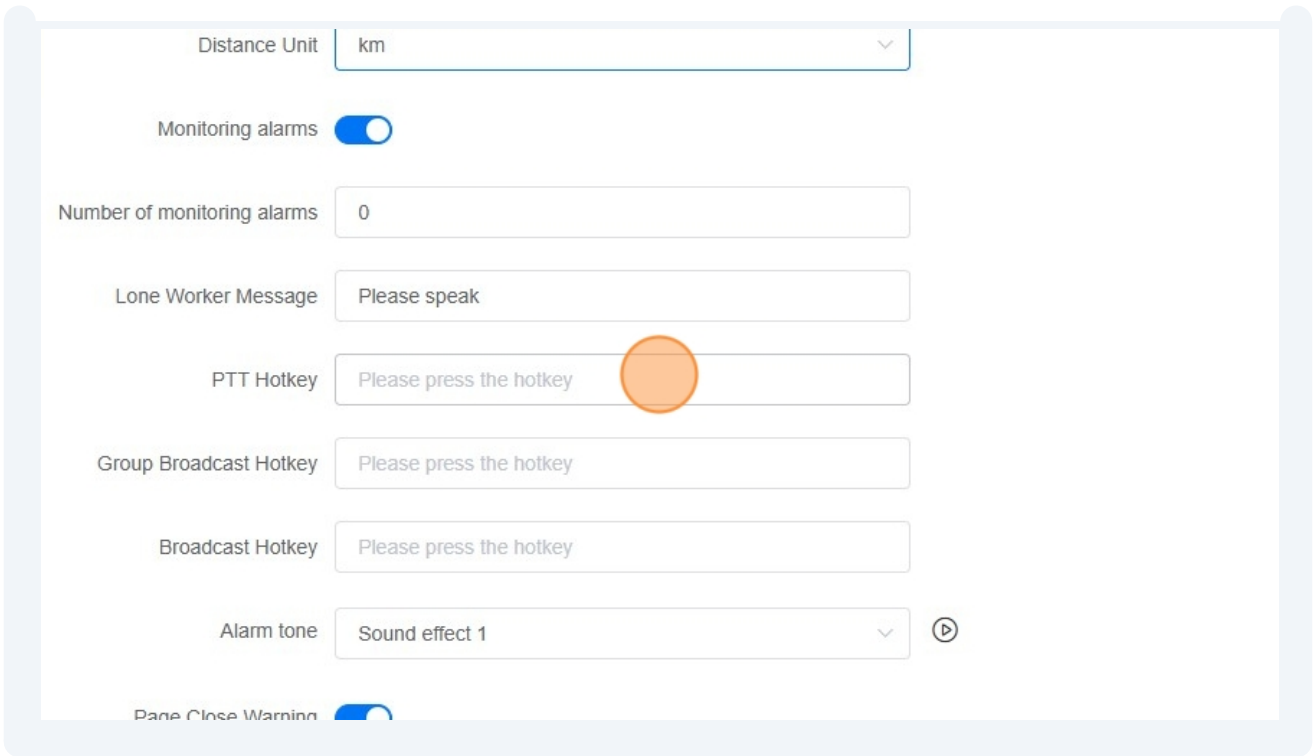 Distance Unit km
Monitoring alarms
Number of monitoring alarms 0
Lone Worker Message Please speak
PTT Hotkey Please press the hotkey
Group Broadcast Hotkey Please press the hotkey
Broadcast Hotkey Please press the hotkey
Alarm tone Sound effect 1
Page Close Warning